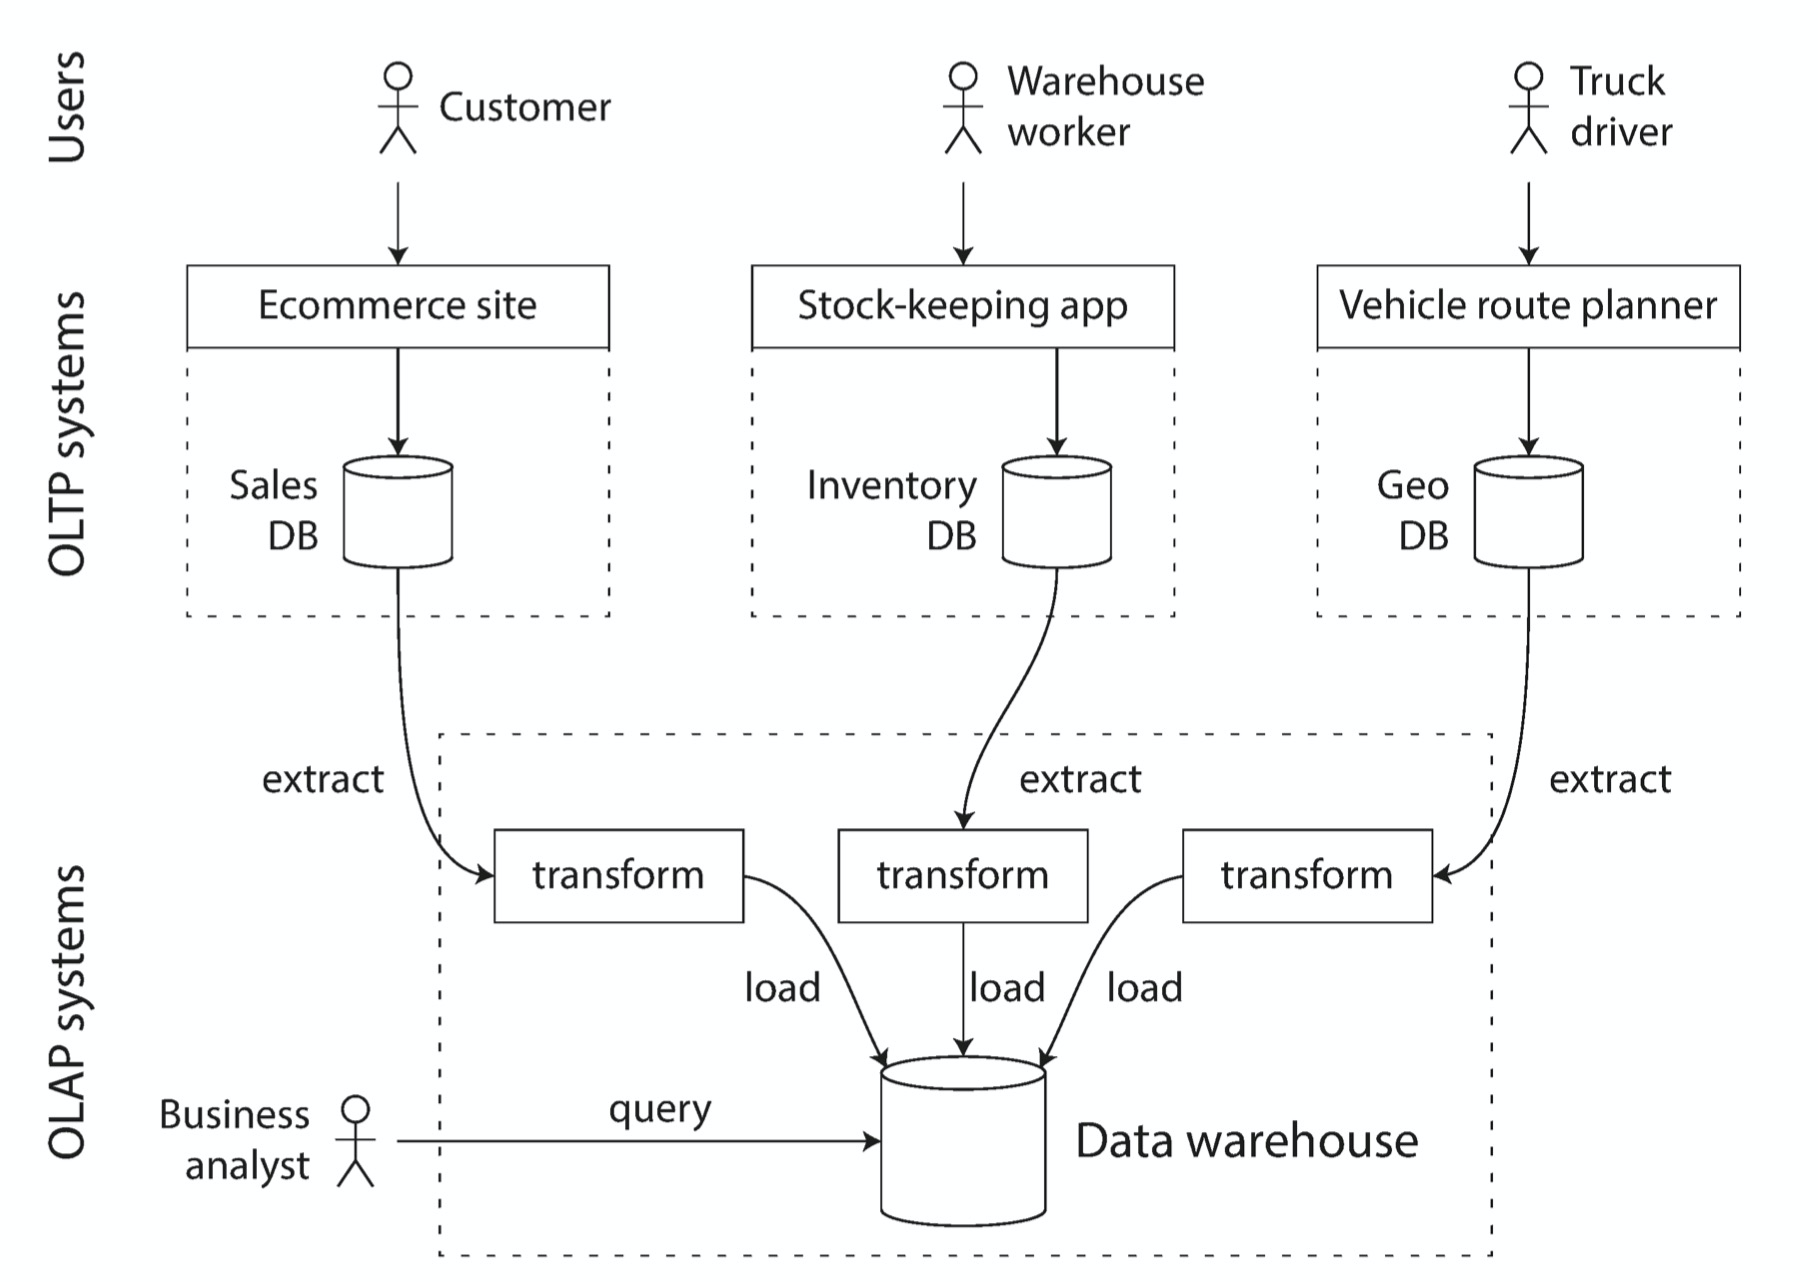 Users
Customer
Warehouse
worker
Truck
driver
OLTP systems
Ecommerce site
Stock-keeping app
Vehicle route planner
Sales
DB
Inventory
DB
Geo
DB
extract
extract
extract
OLAP systems
transform
transform
transform
load
load
load
Business
analyst
query
Data warehouse